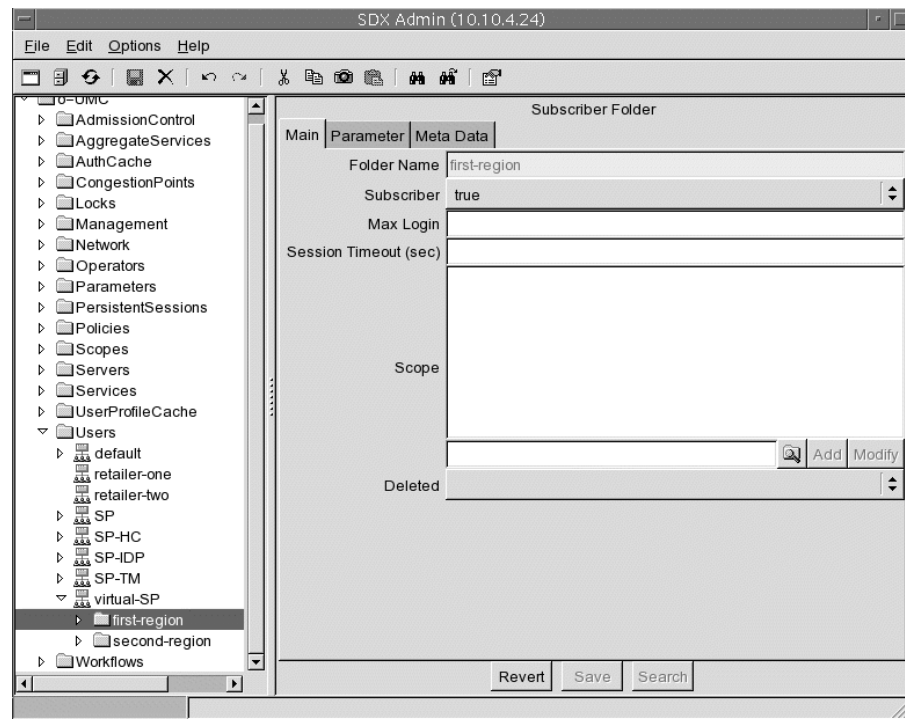 SDX Admin (10.10.4.24)
File Edit Options Help
o=UMC
AdmissionControl
AggregateServices
AuthCache
CongestionPoints
Locks
Management
Network
Operators
Parameters
PersistentSessions
Policies
Scopes
Servers
Services
UserProfileCache
Users
default
retailer-one
retailer-two
SP
SP-HC
SP-IDP
SP-TM
virtual-SP
first-region
second-region
Workflows
Subscriber Folder
Main Parameter Meta Data
Folder Name first-region
Subscriber true
Max Login
Session Timeout (sec)
Scope
Add Modify
Deleted
Revert Save Search